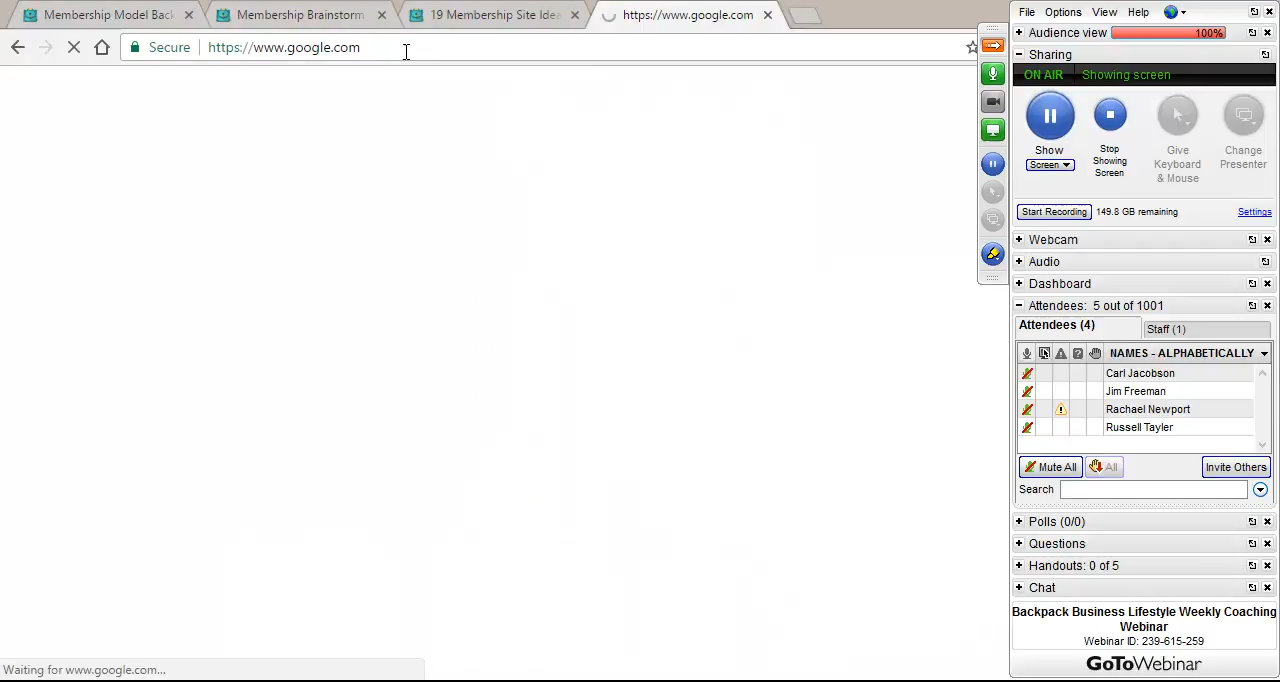 Membership Model Back
Membership Brainstorm
19 Membership Site Idea
https://www.google.com
Secure
https://www.google.com
Waiting for www.google.com...
File Options View Help
Audience view
100%
Sharing
ON AIR
Showing screen
Show
Screen
Stop
Showing
Screen
Give
Keyboard
& Mouse
Change
Presenter
Start Recording
149.8 GB remaining
Settings
Webcam
Audio
Dashboard
Attendees: 5 out of 1001
Attendees (4)
Staff (1)
NAMES - ALPHABETICALLY
Carl Jacobson
Jim Freeman
Rachael Newport
Russell Tayler
Mute All
All
Invite Others
Search
Polls (0/0)
Questions
Handouts: 0 of 5
Chat
Backpack Business Lifestyle Weekly Coaching
Webinar
Webinar ID: 239-615-259
GoToWebinar